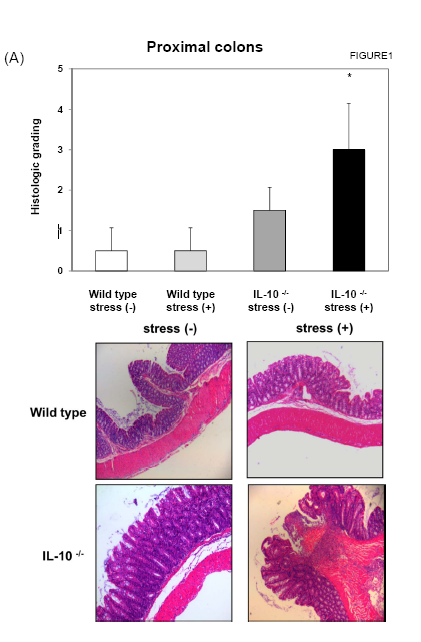 Proximal colons
(A)
FIGURE1
5
*
4
3
2
1
0
Histologic grading
Wild type
stress (-)
Wild type
stress (+)
IL-10 -/-
stress (-)
IL-10 -/-
stress (+)
stress (-)
stress (+)
Wild type
IL-10 -/-